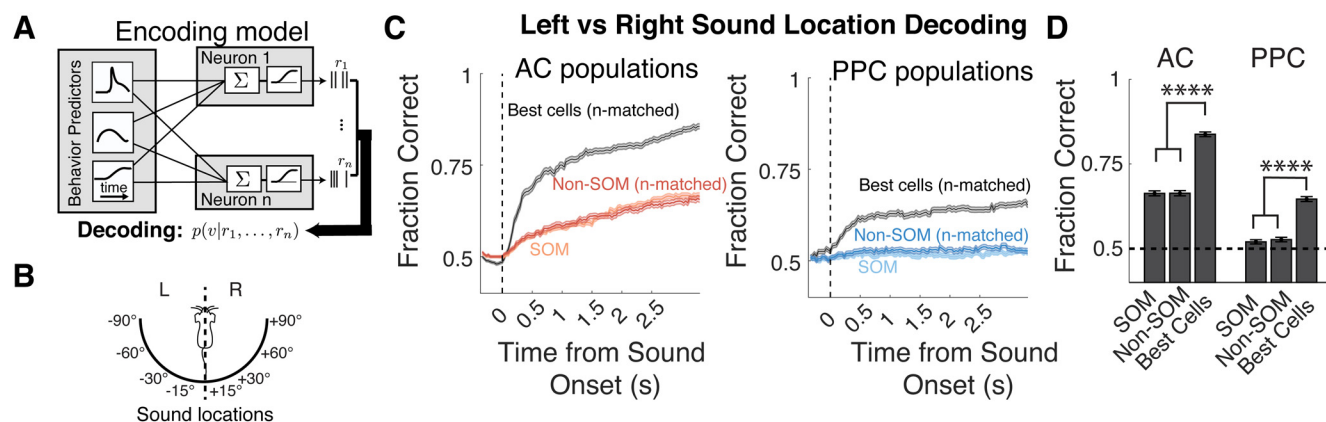 A
Encoding model
Behavior Predictors
time
Neuron 1
Σ
r₁
...
Σ
rₙ
Neuron n
Decoding: p(v|r₁, . . . , rₙ)
B
L R
-90° +90°
-60° +60°
-30° +30°
-15° +15°
Sound locations
C
Left vs Right Sound Location Decoding
AC populations
Fraction Correct
1
0.75
0.5
Best cells (n-matched)
Non-SOM (n-matched)
SOM
0 0.5 1 1.5 2 2.5
Time from Sound
Onset (s)
PPC populations
Fraction Correct
1
0.75
0.5
Best cells (n-matched)
Non-SOM (n-matched)
SOM
0 0.5 1 1.5 2 2.5
Time from Sound
Onset (s)
D
AC PPC
Fraction Correct
1
0.75
0.5
****
****
SOM
Non-SOM
Best Cells
SOM
Non-SOM
Best Cells